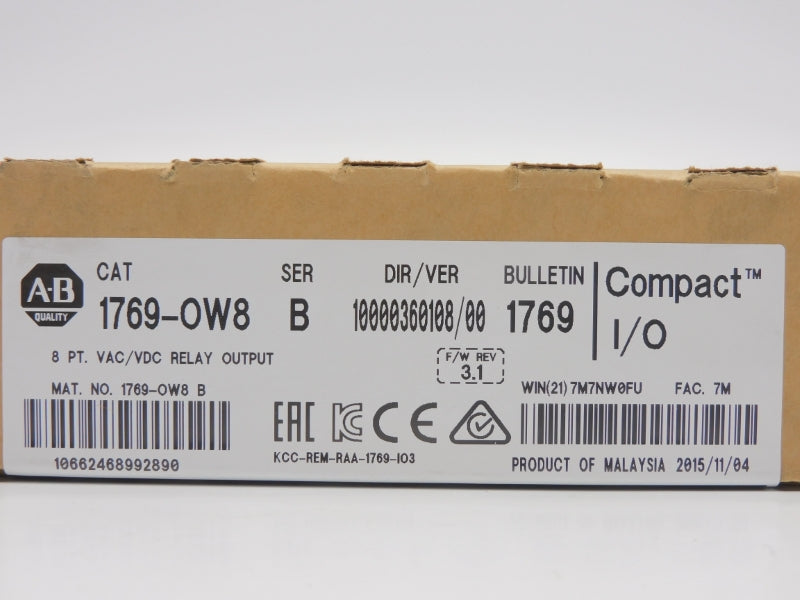 A-B
QUALITY
CAT
1769-OW8
SER
B
DIR/VER
10000360108/00
BULLETIN
1769
Compact™
I/O
8 PT. VAC/VDC RELAY OUTPUT
F/W REV
3.1
MAT. NO. 1769-OW8 B
10662468992890
EAC
KC
CE
KCC-REM-RAA-1769-IO3
WIN(21) 7M7NW0FU FAC. 7M
PRODUCT OF MALAYSIA 2015/11/04